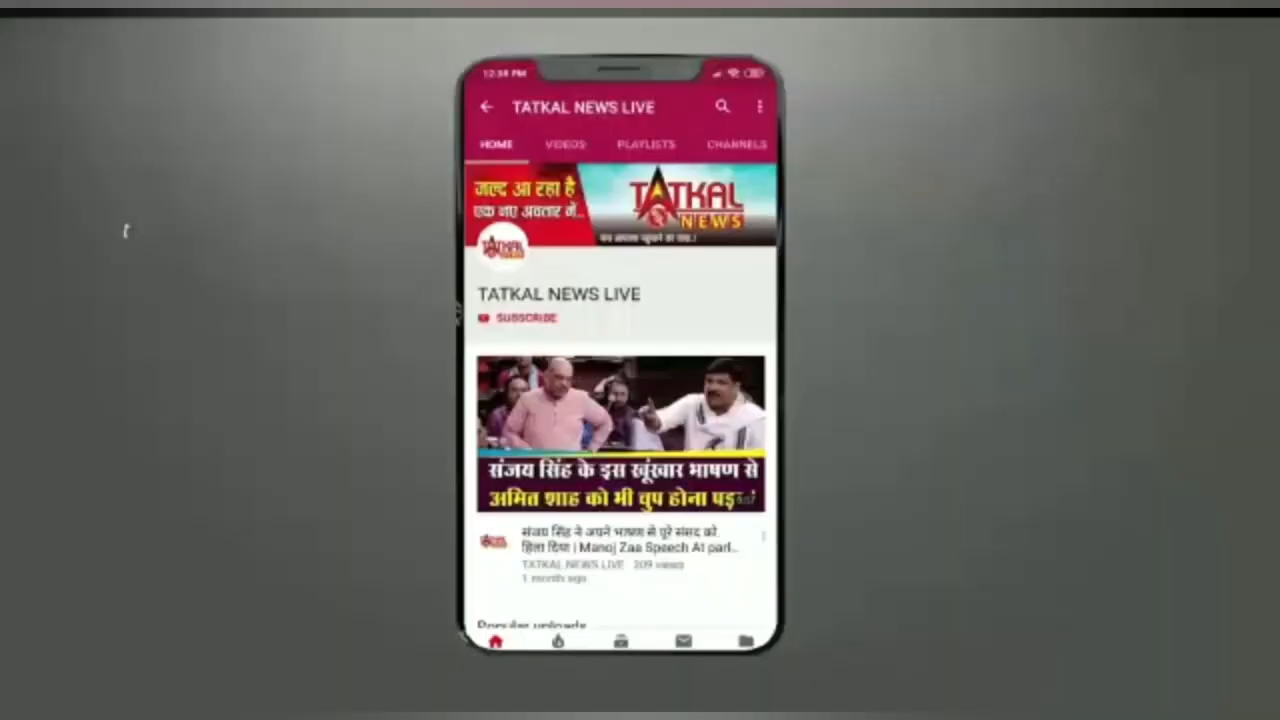 t
12:38 PM
TATKAL NEWS LIVE
HOME VIDEOS PLAYLISTS CHANNELS
जल्द आ रहा है
एक नए अवतार में..
TATKAL
NEWS
TATKAL
TATKAL NEWS LIVE
SUBSCRIBE
संजय सिंह के इस खूंखार भाषण से
अमित शाह को भी चुप होना पड़
संजय सिंह ने अपने भाषण से पूरे संसद को
हिला दिया | Manoj Zaa Speech At parl...
TATKAL NEWS LIVE 209 views
1 month ago
Popular uploads